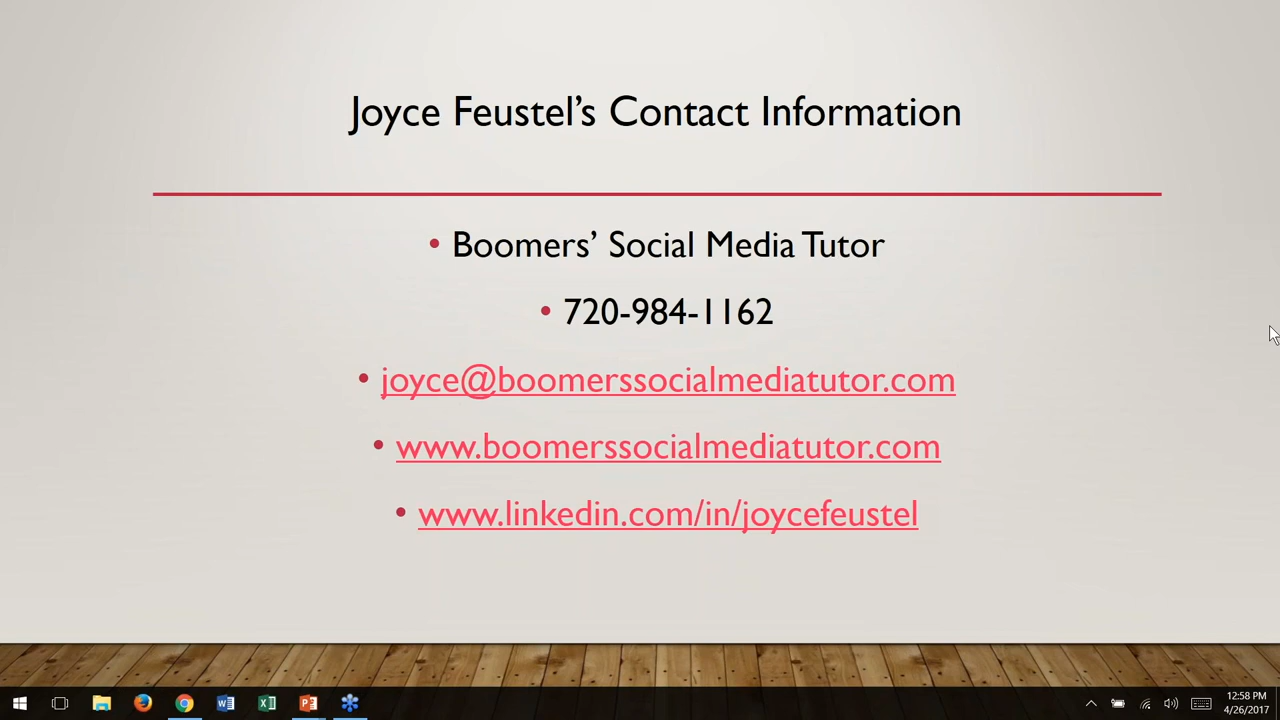 Joyce Feustel’s Contact Information
• Boomers’ Social Media Tutor
• 720-984-1162
• joyce@boomerssocialmediatutor.com
• www.boomerssocialmediatutor.com
• www.linkedin.com/in/joycefeustel
12:58 PM
4/26/2017